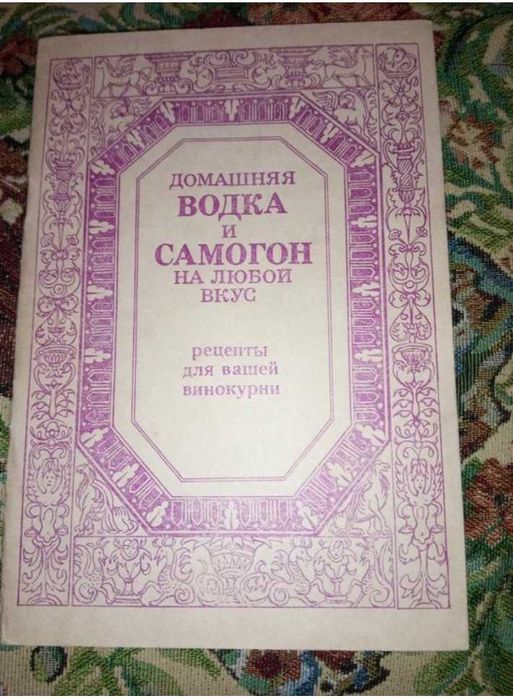 ДОМАШНЯЯ
ВОДКА
И
САМОГОН
НА ЛЮБОЙ
ВКУС
рецепты
для вашей
винокурни